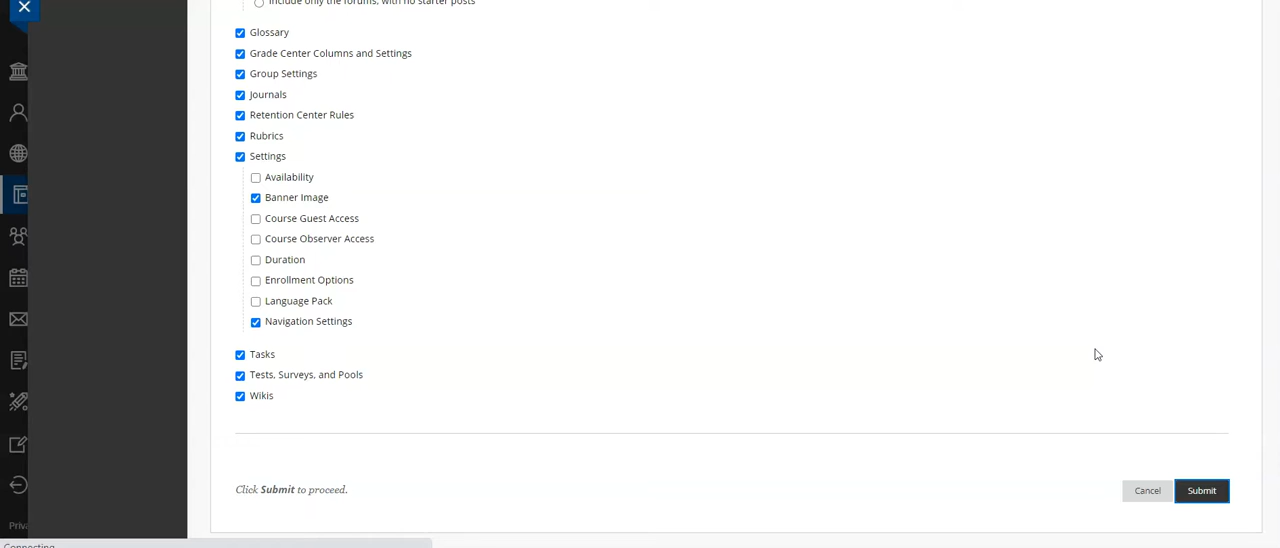 Include only the forums, with no starter posts
Glossary
Grade Center Columns and Settings
Group Settings
Journals
Retention Center Rules
Rubrics
Settings
Availability
Banner Image
Course Guest Access
Course Observer Access
Duration
Enrollment Options
Language Pack
Navigation Settings
Tasks
Tests, Surveys, and Pools
Wikis
Click Submit to proceed.
Cancel
Submit
Priva
Connecting...